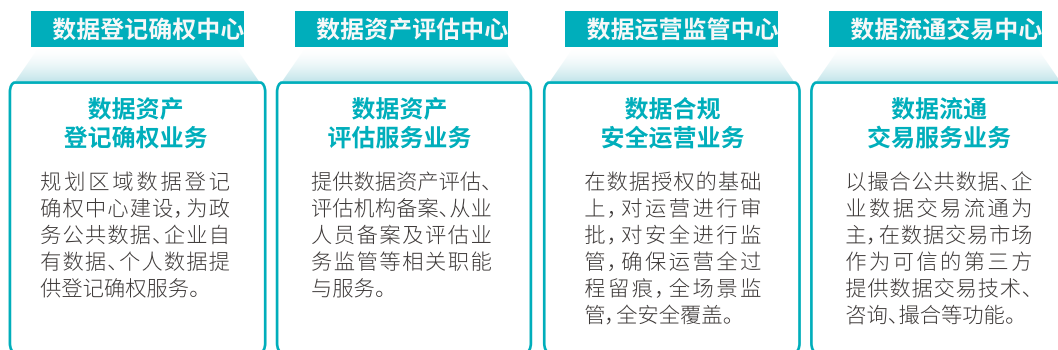 数据登记确权中心
数据资产
登记确权业务
规划区域数据登记
确权中心建设，为政
务公共数据、企业自
有数据、个人数据提
供登记确权服务。
数据资产评估中心
数据资产
评估服务业务
提供数据资产评估、
评估机构备案、从业
人员备案及评估业
务监管等相关职能
与服务。
数据运营监管中心
数据合规
安全运营业务
在数据授权的基础
上，对运营进行审
批，对安全进行监
管，确保运营全过
程留痕，全场景监
管，全安全覆盖。
数据流通交易中心
数据流通
交易服务业务
以撮合公共数据、企
业数据交易流通为
主，在数据交易市场
作为可信的第三方
提供数据交易技术、
咨询、撮合等功能。